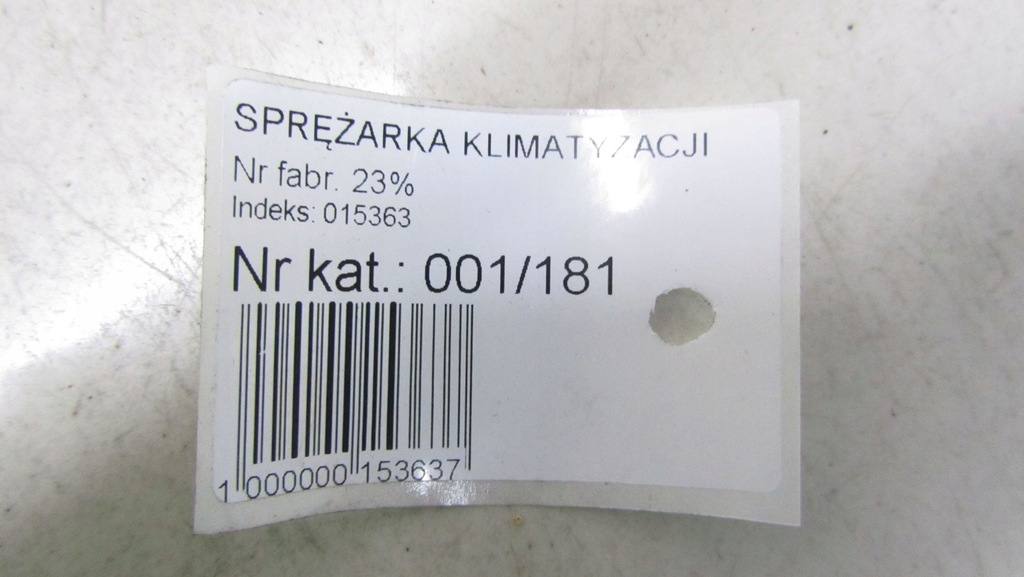 SPRĘŻARKA KLIMATYZACJI
Nr fabr. 23%
Indeks: 015363
Nr kat.: 001/181
1 000000 153637